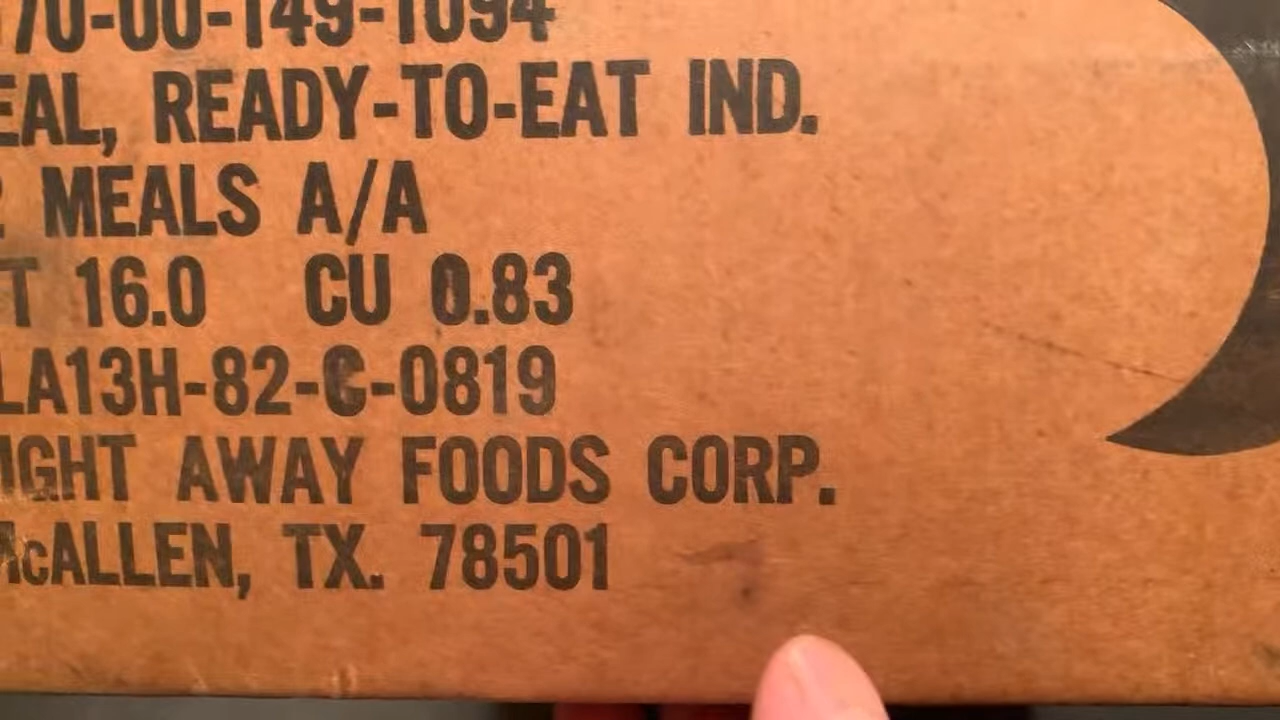 70-00-149-1094
EAL, READY-TO-EAT IND.
MEALS A/A
T 16.0 CU 0.83
LA13H-82-C-0819
IGHT AWAY FOODS CORP.
McALLEN, TX. 78501